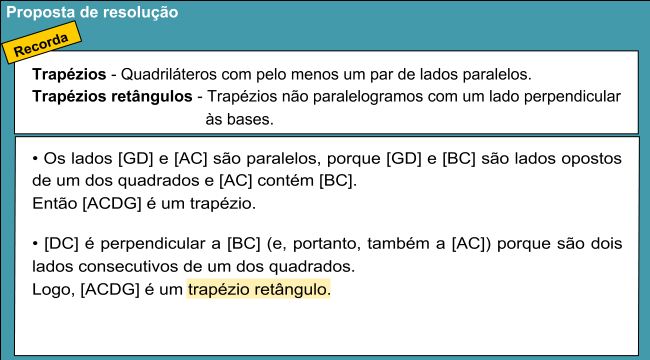 Proposta de resolução
Recorda
Trapézios - Quadriláteros com pelo menos um par de lados paralelos.
Trapézios retângulos - Trapézios não paralelogramos com um lado perpendicular
às bases.
• Os lados [GD] e [AC] são paralelos, porque [GD] e [BC] são lados opostos
de um dos quadrados e [AC] contém [BC].
Então [ACDG] é um trapézio.
• [DC] é perpendicular a [BC] (e, portanto, também a [AC]) porque são dois
lados consecutivos de um dos quadrados.
Logo, [ACDG] é um trapézio retângulo.